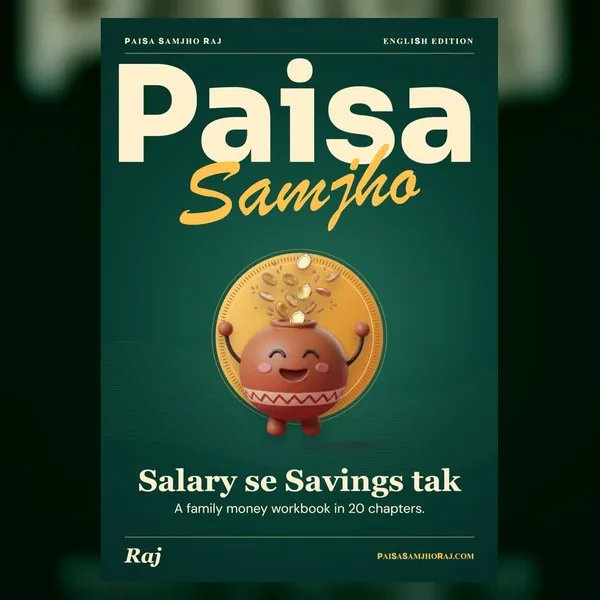 PAISA SAMJHO RAJ
ENGLISH EDITION
Paisa
Samjho
Salary se Savings tak
A family money workbook in 20 chapters.
Raj
PAISASAMJHORAJ.COM